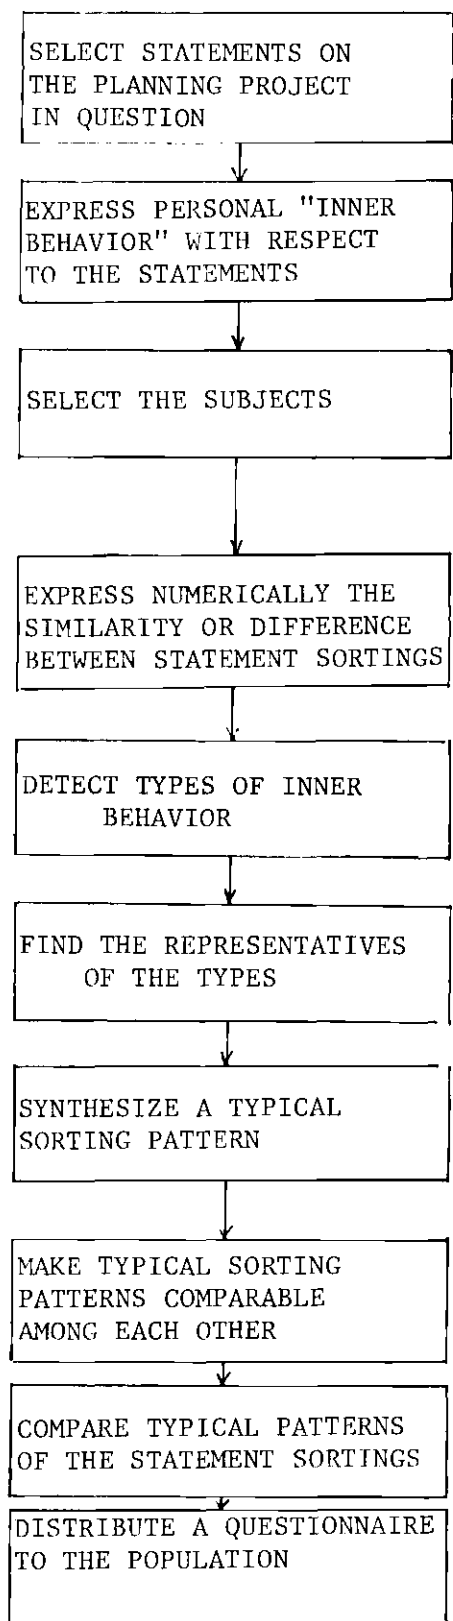 SELECT STATEMENTS ON
THE PLANNING PROJECT
IN QUESTION
EXPRESS PERSONAL "INNER
BEHAVIOR" WITH RESPECT
TO THE STATEMENTS
SELECT THE SUBJECTS
EXPRESS NUMERICALLY THE
SIMILARITY OR DIFFERENCE
BETWEEN STATEMENT SORTINGS
DETECT TYPES OF INNER
BEHAVIOR
FIND THE REPRESENTATIVES
OF THE TYPES
SYNTHESIZE A TYPICAL
SORTING PATTERN
MAKE TYPICAL SORTING
PATTERNS COMPARABLE
AMONG EACH OTHER
COMPARE TYPICAL PATTERNS
OF THE STATEMENT SORTINGS
DISTRIBUTE A QUESTIONNAIRE
TO THE POPULATION